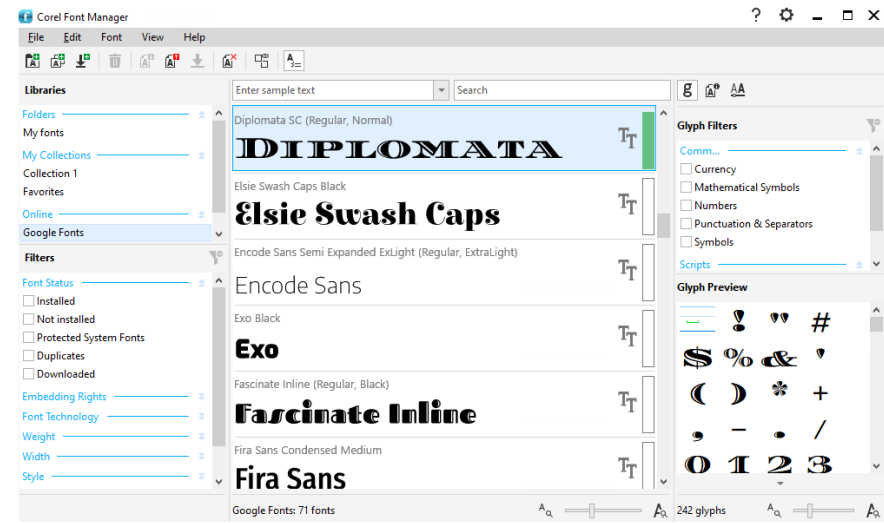 Corel Font Manager
File Edit Font View Help
Libraries
Folders
My fonts
My Collections
Collection 1
Favorites
Online
Google Fonts
Filters
Font Status
Installed
Not installed
Protected System Fonts
Duplicates
Downloaded
Embedding Rights
Font Technology
Weight
Width
Style
Enter sample text
Search
Diplomata SC (Regular, Normal)
DIPLOMATA
Elsie Swash Caps Black
Elsie Swash Caps
Encode Sans Semi Expanded ExLight (Regular, ExtraLight)
Encode Sans
Exo Black
Exo
Fascinate Inline (Regular, Black)
Fascinate Inline
Fira Sans Condensed Medium
Fira Sans
Google Fonts: 71 fonts
Glyph Filters
Comm...
Currency
Mathematical Symbols
Numbers
Punctuation & Separators
Symbols
Scripts
Glyph Preview
! " #
$ % & '
( ) * +
, - . /
0 1 2 3
242 glyphs